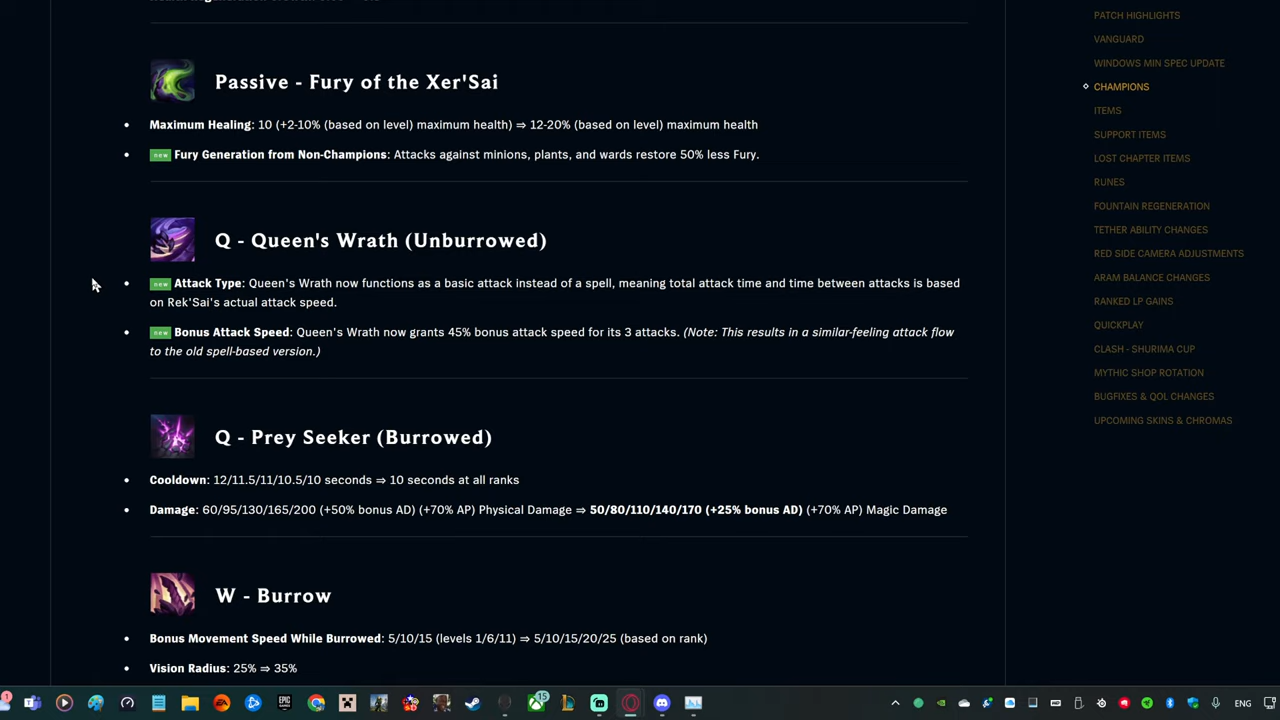 Passive - Fury of the Xer'Sai
Maximum Healing: 10 (+2-10% (based on level) maximum health) ⇒ 12-20% (based on level) maximum health
new Fury Generation from Non-Champions: Attacks against minions, plants, and wards restore 50% less Fury.
Q - Queen's Wrath (Unburrowed)
new Attack Type: Queen's Wrath now functions as a basic attack instead of a spell, meaning total attack time and time between attacks is based
on Rek'Sai's actual attack speed.
new Bonus Attack Speed: Queen's Wrath now grants 45% bonus attack speed for its 3 attacks. (Note: This results in a similar-feeling attack flow
to the old spell-based version.)
Q - Prey Seeker (Burrowed)
Cooldown: 12/11.5/11/10.5/10 seconds ⇒ 10 seconds at all ranks
Damage: 60/95/130/165/200 (+50% bonus AD) (+70% AP) Physical Damage ⇒ 50/80/110/140/170 (+25% bonus AD) (+70% AP) Magic Damage
W - Burrow
Bonus Movement Speed While Burrowed: 5/10/15 (levels 1/6/11) ⇒ 5/10/15/20/25 (based on rank)
Vision Radius: 25% ⇒ 35%
PATCH HIGHLIGHTS
VANGUARD
WINDOWS MIN SPEC UPDATE
CHAMPIONS
ITEMS
SUPPORT ITEMS
LOST CHAPTER ITEMS
RUNES
FOUNTAIN REGENERATION
TETHER ABILITY CHANGES
RED SIDE CAMERA ADJUSTMENTS
ARAM BALANCE CHANGES
RANKED LP GAINS
QUICKPLAY
CLASH - SHURIMA CUP
MYTHIC SHOP ROTATION
BUGFIXES & QOL CHANGES
UPCOMING SKINS & CHROMAS
1
EA
EPIC
GAMES
15
ENG